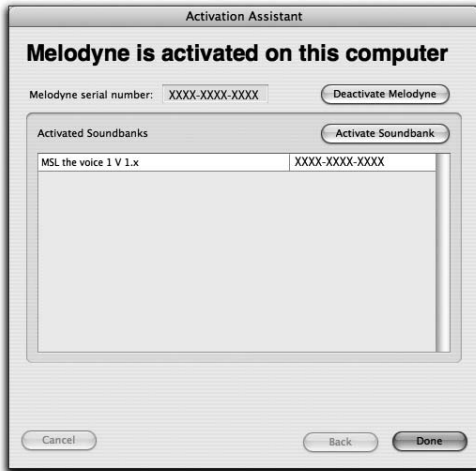 Activation Assistant
Melodyne is activated on this computer
Melodyne serial number: XXXX-XXXX-XXXX Deactivate Melodyne
Activated Soundbanks Activate Soundbank
MSL the voice 1 V 1.x XXXX-XXXX-XXXX
Cancel Back Done